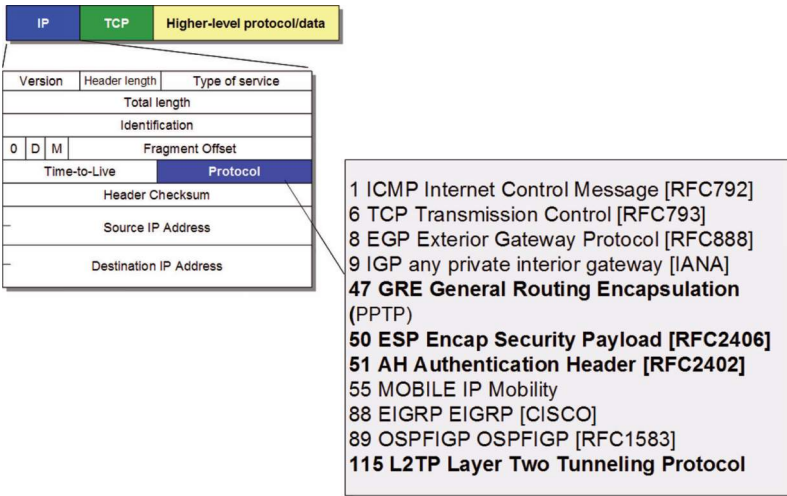 IP TCP Higher-level protocol/data
Version Header length Type of service
Total length
Identification
0 D M Fragment Offset
Time-to-Live Protocol
Header Checksum
Source IP Address
Destination IP Address
1 ICMP Internet Control Message [RFC792]
6 TCP Transmission Control [RFC793]
8 EGP Exterior Gateway Protocol [RFC888]
9 IGP any private interior gateway [IANA]
47 GRE General Routing Encapsulation
(PPTP)
50 ESP Encap Security Payload [RFC2406]
51 AH Authentication Header [RFC2402]
55 MOBILE IP Mobility
88 EIGRP EIGRP [CISCO]
89 OSPFIGP OSPFIGP [RFC1583]
115 L2TP Layer Two Tunneling Protocol